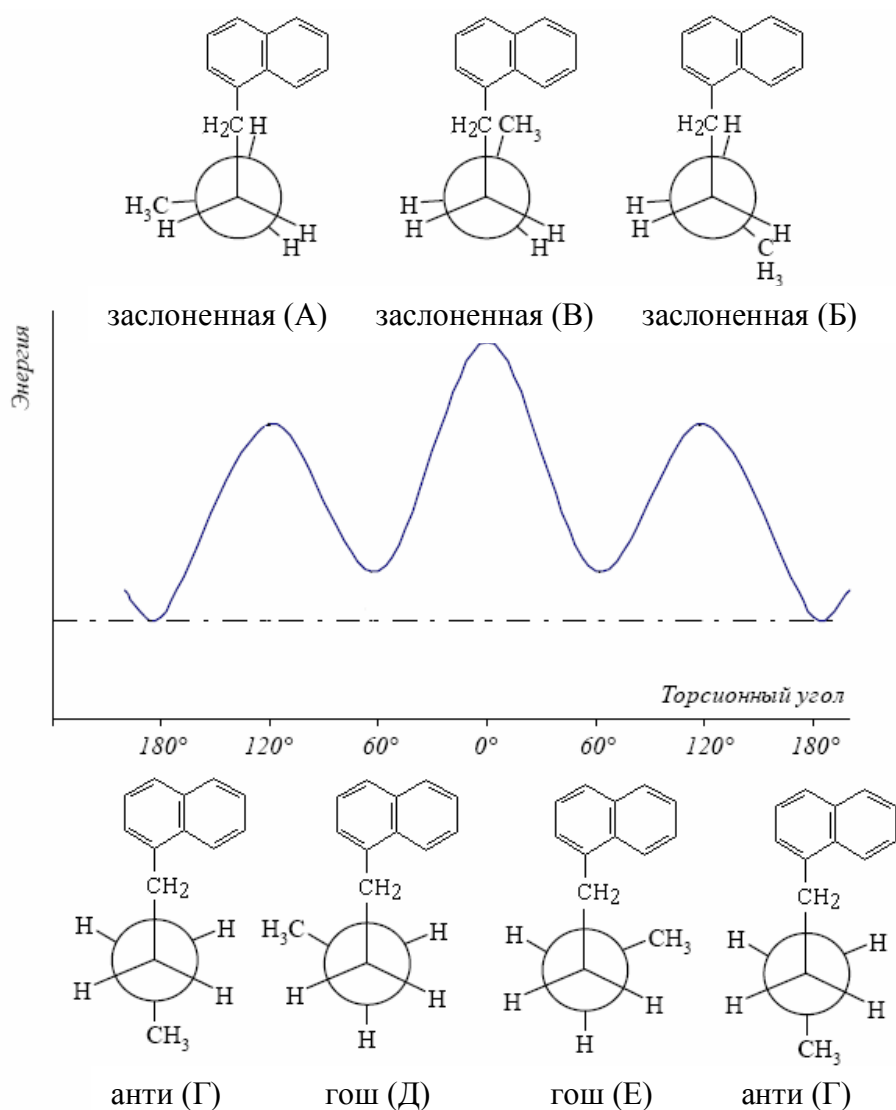 H₂C H
H₂C CH₃
H₂C H
H₃C H H H
H H H H
H H H C H₃
заслоненная (А) заслоненная (В) заслоненная (Б)
Энергия
Торсионный угол
180° 120° 60° 0° 60° 120° 180°
CH₂ CH₂ CH₂ CH₂
H H H₃C H H CH₃ H H
H H H H H H H H
CH₃ H H CH₃
анти (Г) гош (Д) гош (Е) анти (Г)